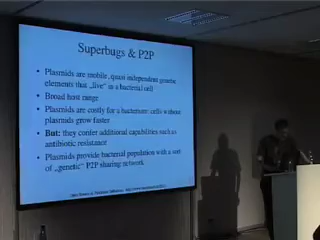 Superbugs & P2P
• Plasmids are mobile, quasi independent genetic
elements that „live" in a bacterial cell
• Broad host range
• Plasmids are costly for a bacterium: cells without
plasmids grow faster
• But: they confer additional capabilities such as
antibiotic resistance
• Plasmids provide bacterial population with a sort
of „genetic" P2P sharing network